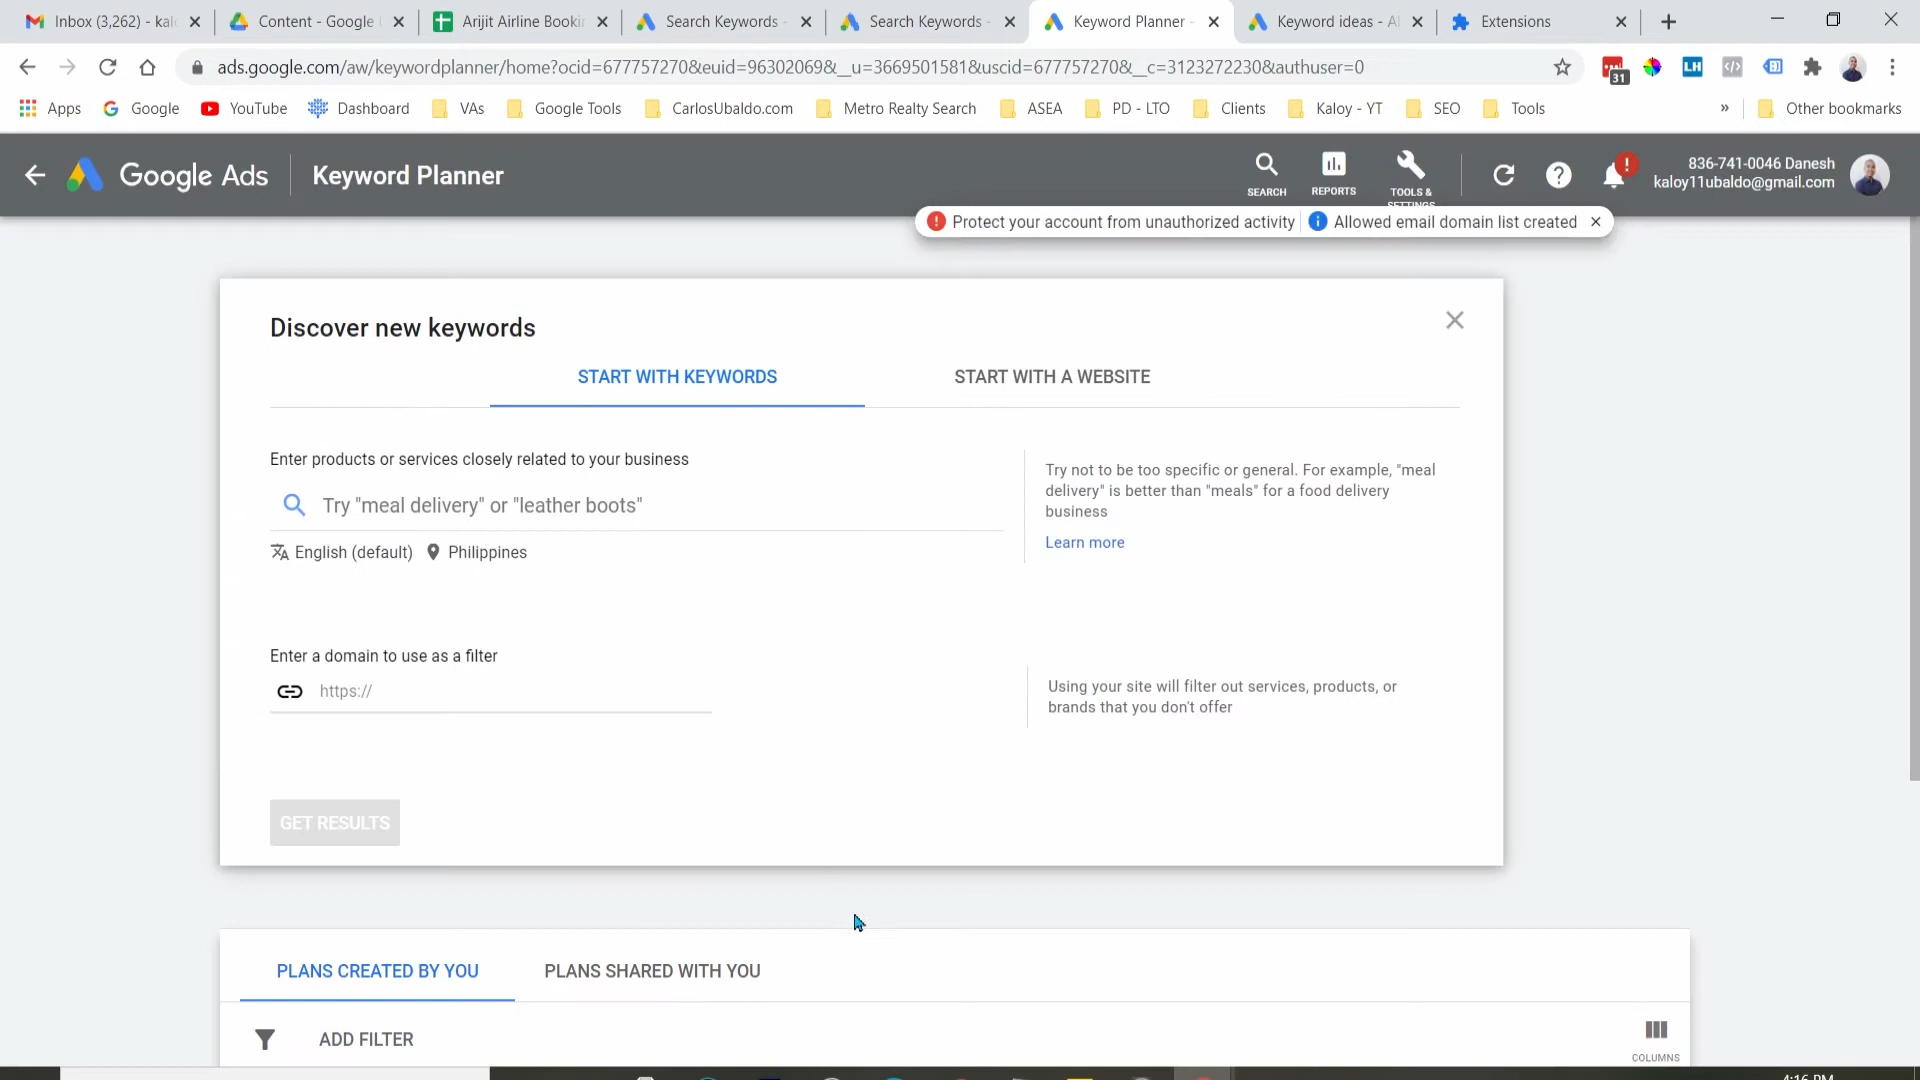 Inbox (3,262) - kal
Content - Google
Arijit Airline Bookin
Search Keywords -
Search Keywords -
Keyword Planner -
Keyword ideas - A
Extensions
ads.google.com/aw/keywordplanner/home?ocid=677757270&euid=96302069&__u=3669501581&uscid=677757270&__c=3123272230&authuser=0
31
LH
Apps
Google
YouTube
Dashboard
VAs
Google Tools
CarlosUbaldo.com
Metro Realty Search
ASEA
PD - LTO
Clients
Kaloy - YT
SEO
Tools
»
Other bookmarks
Google Ads
Keyword Planner
SEARCH
REPORTS
TOOLS &
SETTINGS
836-741-0046 Danesh
kaloy11ubaldo@gmail.com
Protect your account from unauthorized activity
Allowed email domain list created
Discover new keywords
START WITH KEYWORDS
START WITH A WEBSITE
Enter products or services closely related to your business
Try "meal delivery" or "leather boots"
English (default)
Philippines
Try not to be too specific or general. For example, "meal
delivery" is better than "meals" for a food delivery
business
Learn more
Enter a domain to use as a filter
https://
Using your site will filter out services, products, or
brands that you don't offer
GET RESULTS
PLANS CREATED BY YOU
PLANS SHARED WITH YOU
ADD FILTER
COLUMNS
4:16 PM